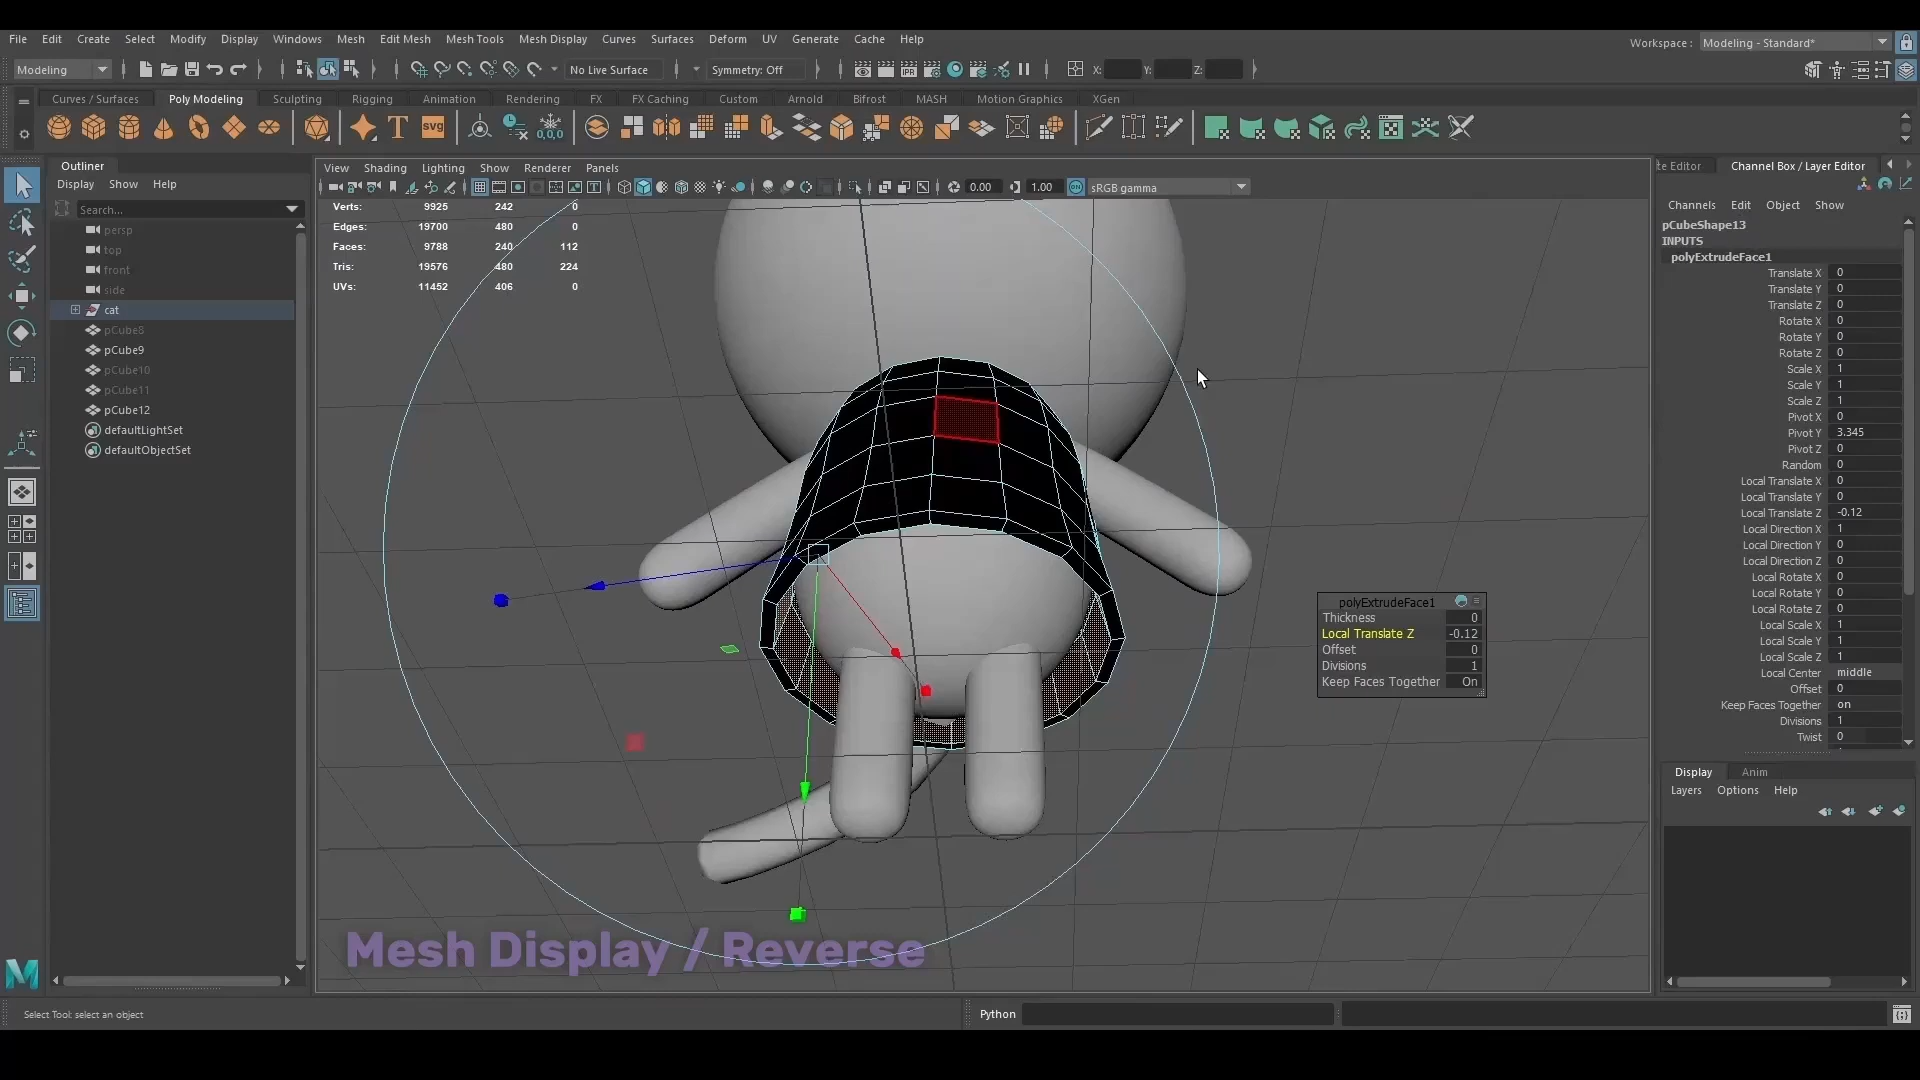 File Edit Create Select Modify Display Windows Mesh Edit Mesh Mesh Tools Mesh Display Curves Surfaces Deform UV Generate Cache Help
Workspace : Modeling - Standard*
Modeling
No Live Surface
Symmetry: Off
X: Y: Z:
Curves / Surfaces Poly Modeling Sculpting Rigging Animation Rendering FX FX Caching Custom Arnold Bifrost MASH Motion Graphics XGen
T SVG 0,0,0
Outliner
Display Show Help
Search...
persp
top
front
side
cat
pCube8
pCube9
pCube10
pCube11
pCube12
defaultLightSet
defaultObjectSet
View Shading Lighting Show Renderer Panels
0.00 1.00 ON sRGB gamma
Verts: 9925 242 0
Edges: 19700 480 0
Faces: 9788 240 112
Tris: 19576 480 224
UVs: 11452 406 0
polyExtrudeFace1
Thickness 0
Local Translate Z -0.12
Offset 0
Divisions 1
Keep Faces Together On
Mesh Display / Reverse
te Editor Channel Box / Layer Editor
Channels Edit Object Show
pCubeShape13
INPUTS
polyExtrudeFace1
Translate X 0
Translate Y 0
Translate Z 0
Rotate X 0
Rotate Y 0
Rotate Z 0
Scale X 1
Scale Y 1
Scale Z 1
Pivot X 0
Pivot Y 3.345
Pivot Z 0
Random 0
Local Translate X 0
Local Translate Y 0
Local Translate Z -0.12
Local Direction X 1
Local Direction Y 0
Local Direction Z 0
Local Rotate X 0
Local Rotate Y 0
Local Rotate Z 0
Local Scale X 1
Local Scale Y 1
Local Scale Z 1
Local Center middle
Offset 0
Keep Faces Together on
Divisions 1
Twist 0
Display Anim
Layers Options Help
Select Tool: select an object
Python